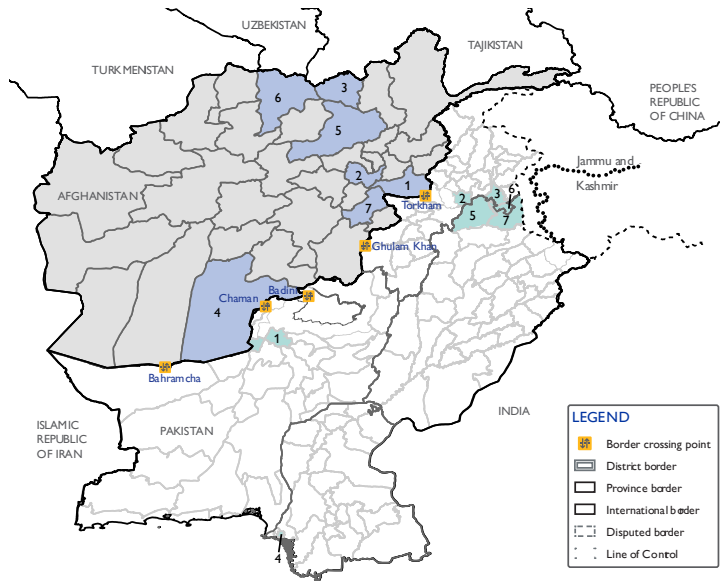 UZBEKISTAN
TAJIKISTAN
TURKMENSTAN
PEOPLE'S
REPUBLIC
OF CHINA
6
3
5
Jammu and
Kashmir
2
1
AFGHANISTAN
Torkham
7
2
3
6
5
7
Ghulam Khan
Badini
Chaman
4
1
Bahramcha
ISLAMIC
REPUBLIC
OF IRAN
PAKISTAN
INDIA
4
LEGEND
Border crossing point
District border
Province border
International border
Disputed border
Line of Control